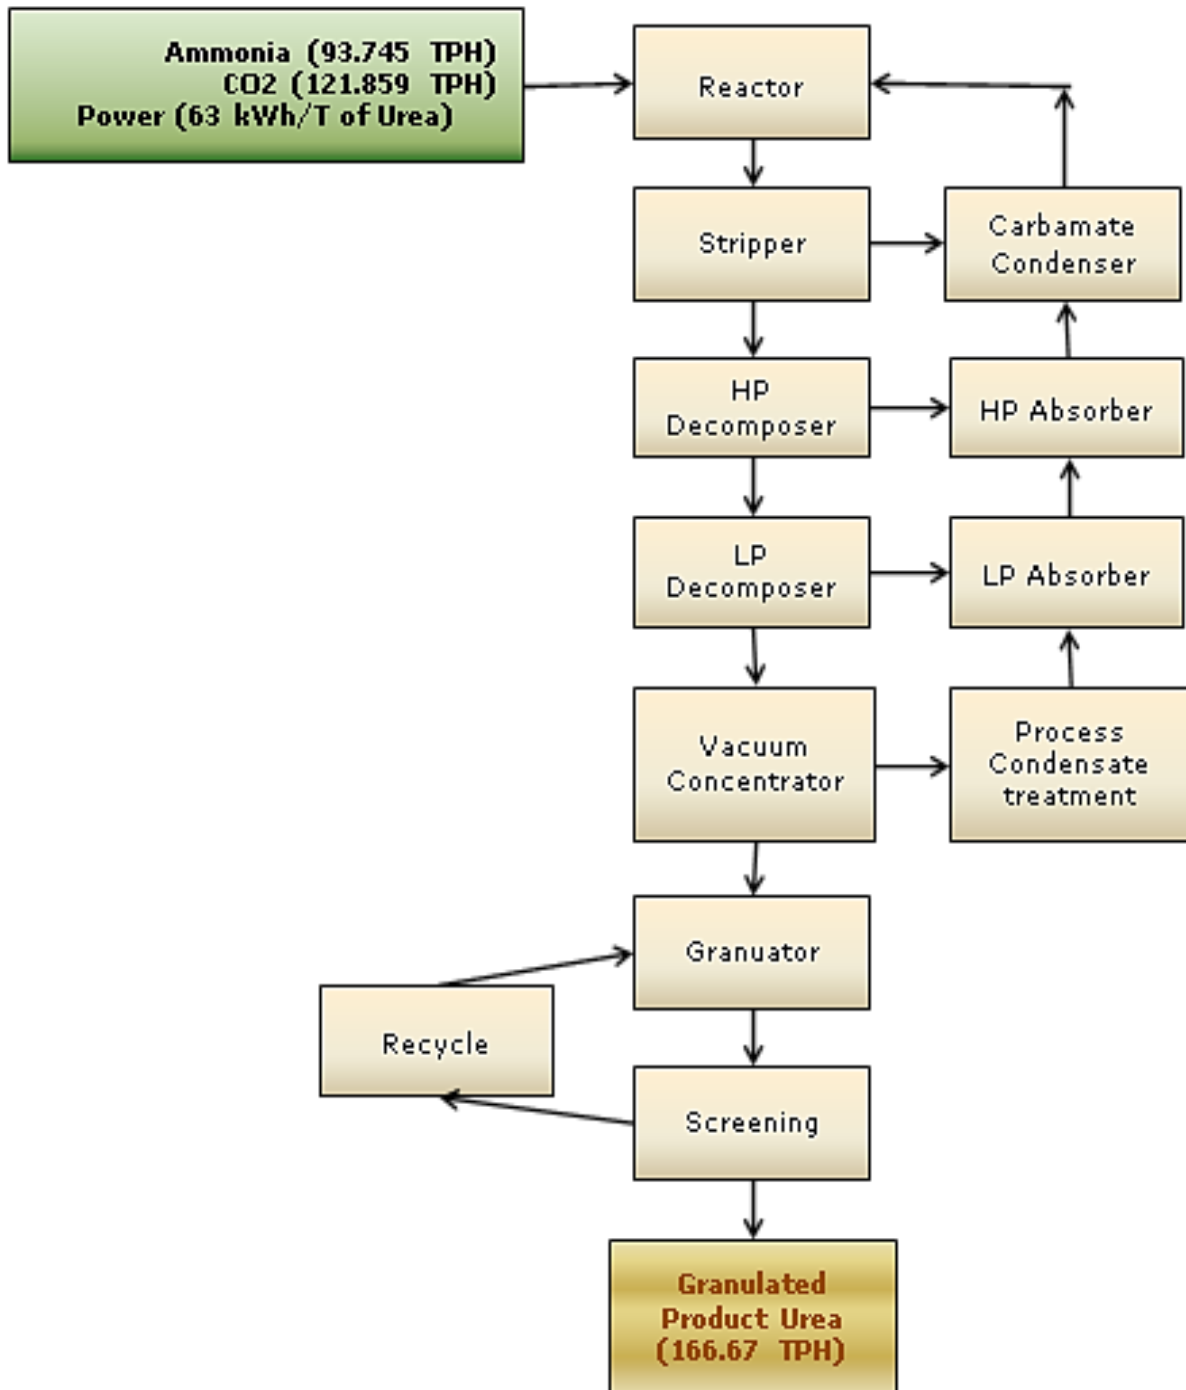 Ammonia (93.745 TPH)
CO2 (121.859 TPH)
Power (63 kWh/T of Urea)
Reactor
Stripper
Carbamate
Condenser
HP
Decomposer
HP Absorber
LP
Decomposer
LP Absorber
Vacuum
Concentrator
Process
Condensate
treatment
Granuator
Recycle
Screening
Granulated
Product Urea
(166.67 TPH)